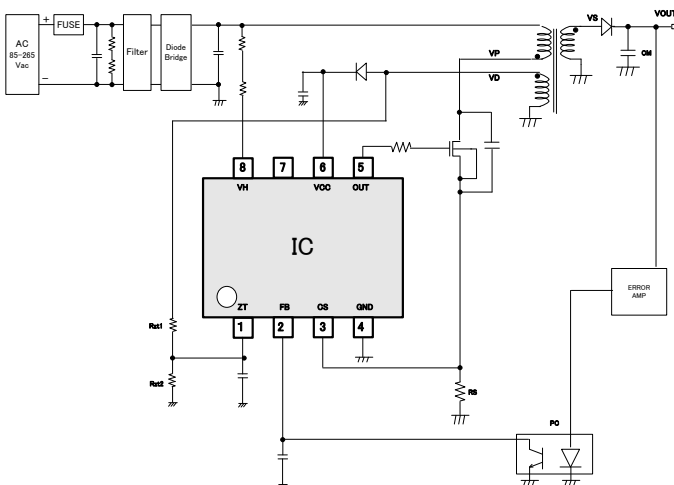 AC
85-265
Vac
+
−
FUSE
Filter
Diode
Bridge
VS
VOUT
CM
VP
VD
8
7
6
5
VH
VCC
OUT
IC
ZT
FB
CS
GND
1
2
3
4
Rzt1
Rzt2
RS
ERROR
AMP
PC